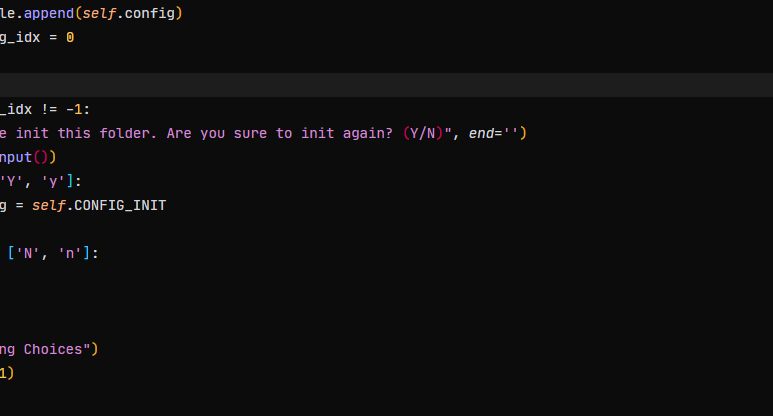 le.append(self.config)
g_idx = 0
_idx != -1:
e init this folder. Are you sure to init again? (Y/N)", end='')
nput())
'Y', 'y']:
g = self.CONFIG_INIT
['N', 'n']:
ng Choices")
1)